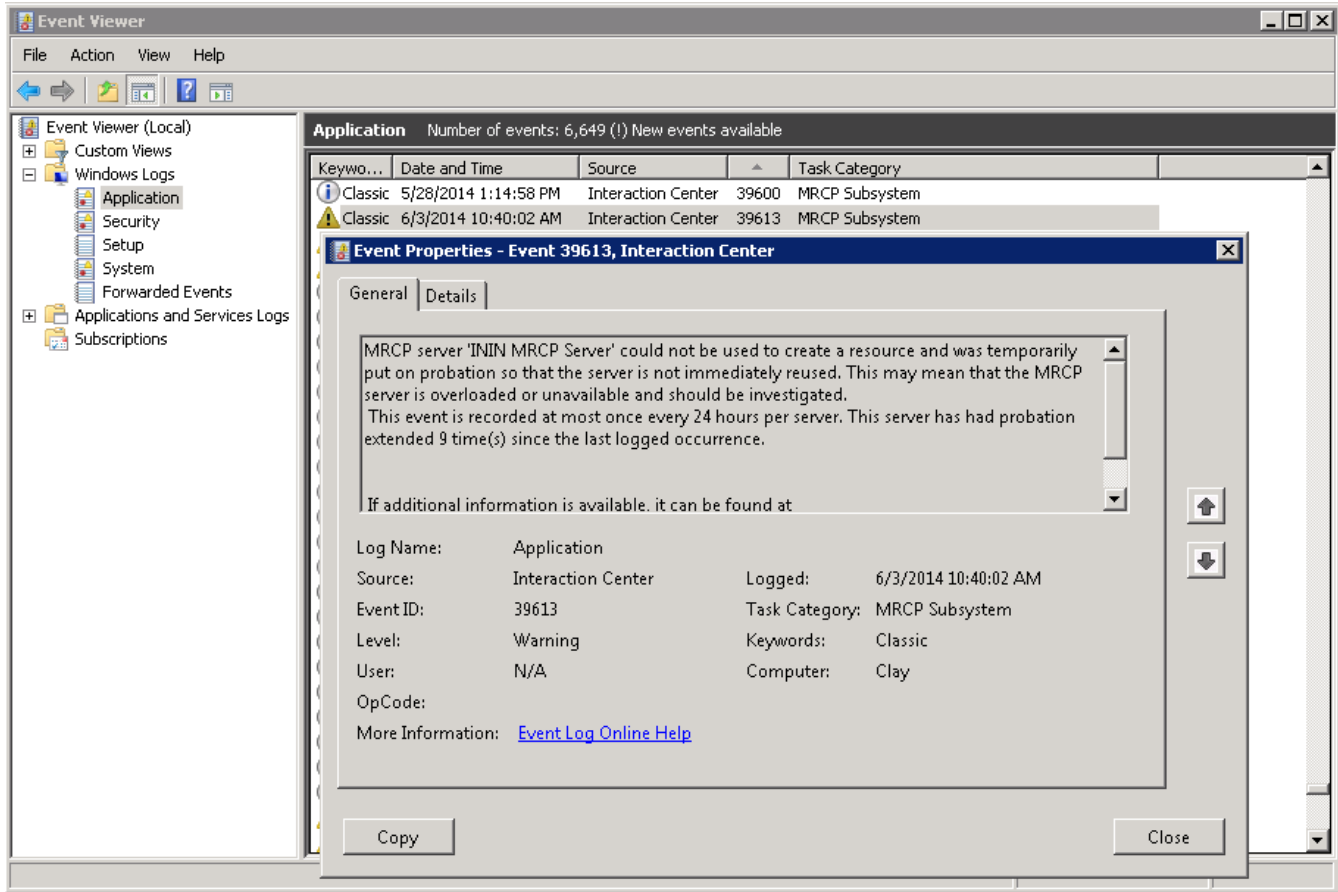 Event Viewer
File Action View Help
Event Viewer (Local)
Custom Views
Windows Logs
Application
Security
Setup
System
Forwarded Events
Applications and Services Logs
Subscriptions
Application Number of events: 6,649 (!) New events available
Keywo... Date and Time Source Task Category
Classic 5/28/2014 1:14:58 PM Interaction Center 39600 MRCP Subsystem
Classic 6/3/2014 10:40:02 AM Interaction Center 39613 MRCP Subsystem
Event Properties - Event 39613, Interaction Center
General Details
MRCP server 'ININ MRCP Server' could not be used to create a resource and was temporarily
put on probation so that the server is not immediately reused. This may mean that the MRCP
server is overloaded or unavailable and should be investigated.
This event is recorded at most once every 24 hours per server. This server has had probation
extended 9 time(s) since the last logged occurrence.
If additional information is available, it can be found at
Log Name: Application
Source: Interaction Center Logged: 6/3/2014 10:40:02 AM
Event ID: 39613 Task Category: MRCP Subsystem
Level: Warning Keywords: Classic
User: N/A Computer: Clay
OpCode:
More Information: Event Log Online Help
Copy Close